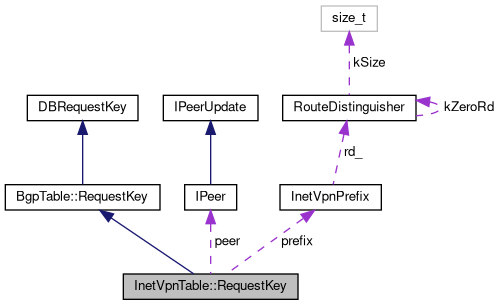 size_t
kSize
DBRequestKey
IPeerUpdate
RouteDistinguisher
kZeroRd
rd_
BgpTable::RequestKey
IPeer
InetVpnPrefix
peer
prefix
InetVpnTable::RequestKey